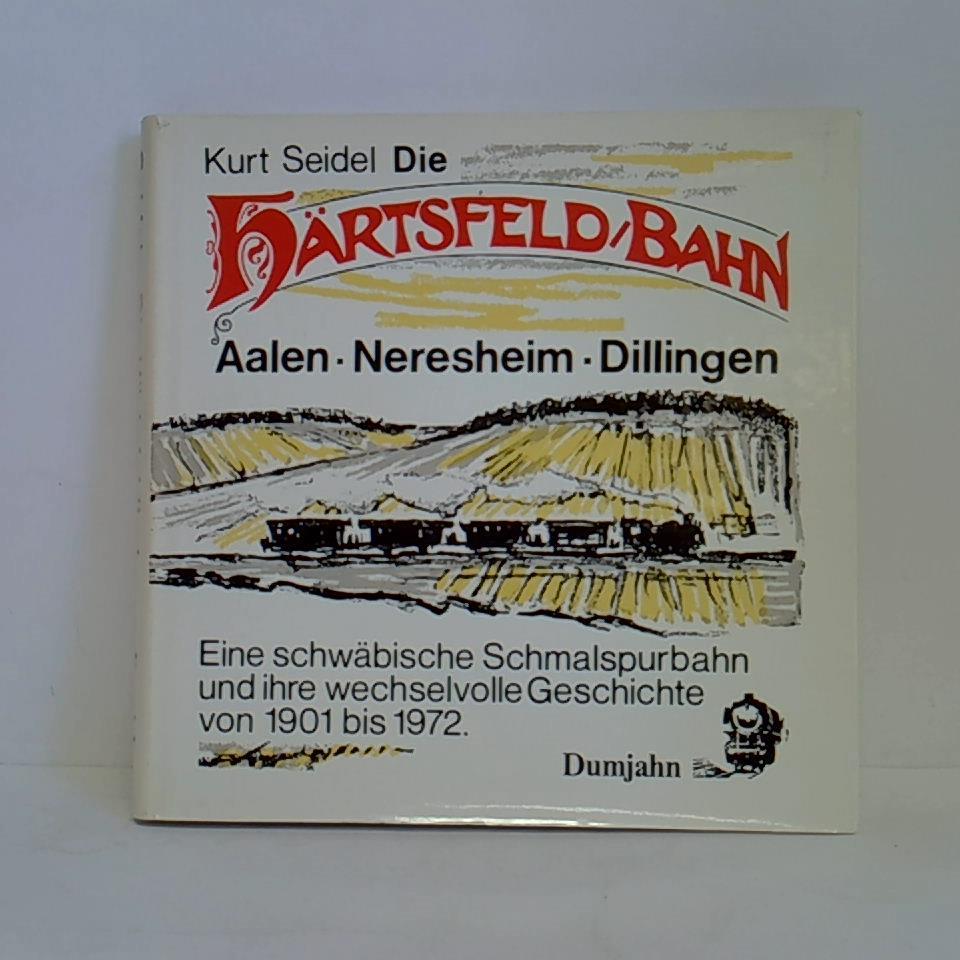 Kurt Seidel Die
HÄRTSFELD/BAHN
Aalen · Neresheim · Dillingen
Eine schwäbische Schmalspurbahn
und ihre wechselvolle Geschichte
von 1901 bis 1972.
Dumjahn